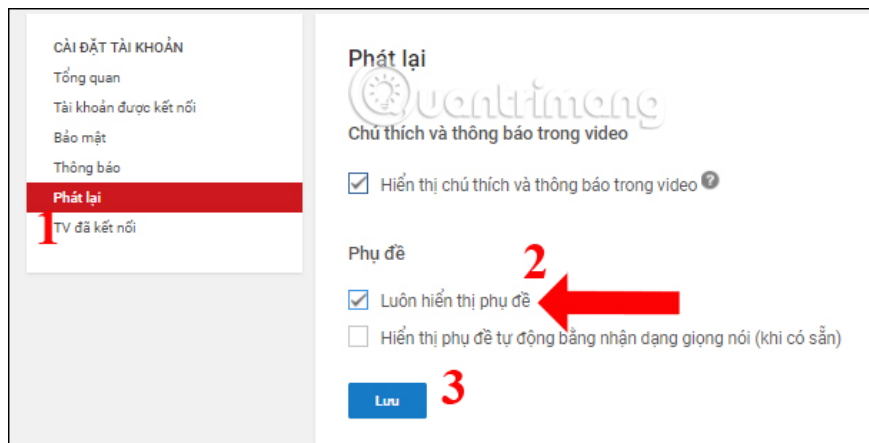 CÀI ĐẶT TÀI KHOẢN
Tổng quan
Tài khoản được kết nối
Bảo mật
Thông báo
Phát lại
1
TV đã kết nối
Phát lại
Quantrimang
Chú thích và thông báo trong video
Hiển thị chú thích và thông báo trong video ?
Phụ đề
2
Luôn hiển thị phụ đề
Hiển thị phụ đề tự động bằng nhận dạng giọng nói (khi có sẵn)
Lưu
3